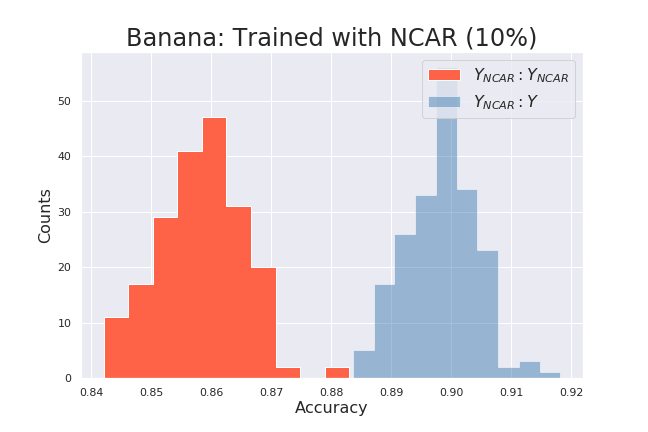 Banana: Trained with NCAR (10%)
Y_NCAR : Y_NCAR
Y_NCAR : Y
Counts
50
40
30
20
10
0
0.84 0.85 0.86 0.87 0.88 0.89 0.90 0.91 0.92
Accuracy